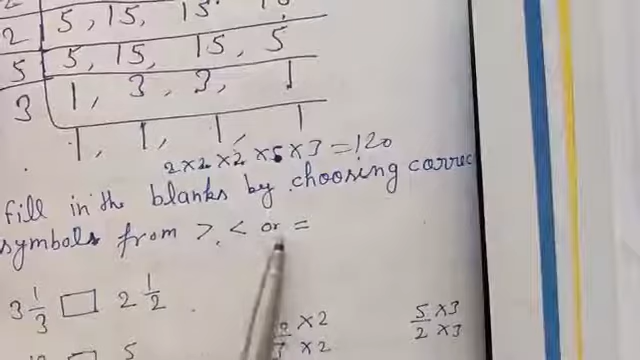 2 5, 15, 15
5 5, 15, 15, 5
3 1, 3, 3, 1
1, 1, 1, 1
2×2×2×5×3=120
fill in the blanks by choosing correc
symbols from >, < or =
3 1/3 □ 2 1/2
×2 5/2 ×3
×2 ×3
5